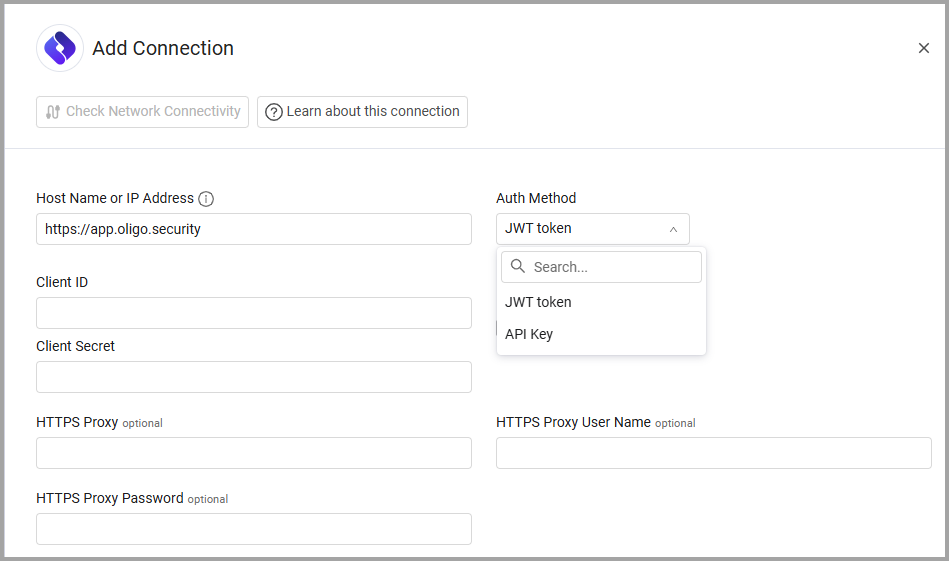 Add Connection
Check Network Connectivity
Learn about this connection
Host Name or IP Address
https://app.oligo.security
Auth Method
JWT token
Search...
JWT token
API Key
Client ID
Client Secret
HTTPS Proxy optional
HTTPS Proxy User Name optional
HTTPS Proxy Password optional